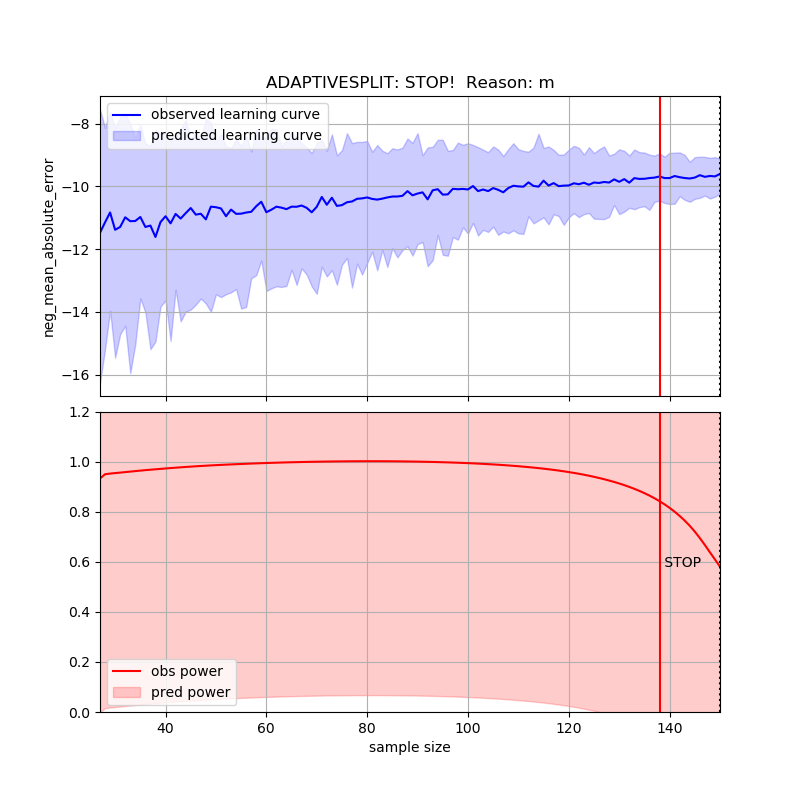 ADAPTIVESPLIT: STOP!  Reason: m
observed learning curve
predicted learning curve
neg_mean_absolute_error
−8
−10
−12
−14
−16
1.2
1.0
0.8
0.6
0.4
0.2
0.0
STOP
obs power
pred power
40 60 80 100 120 140
sample size